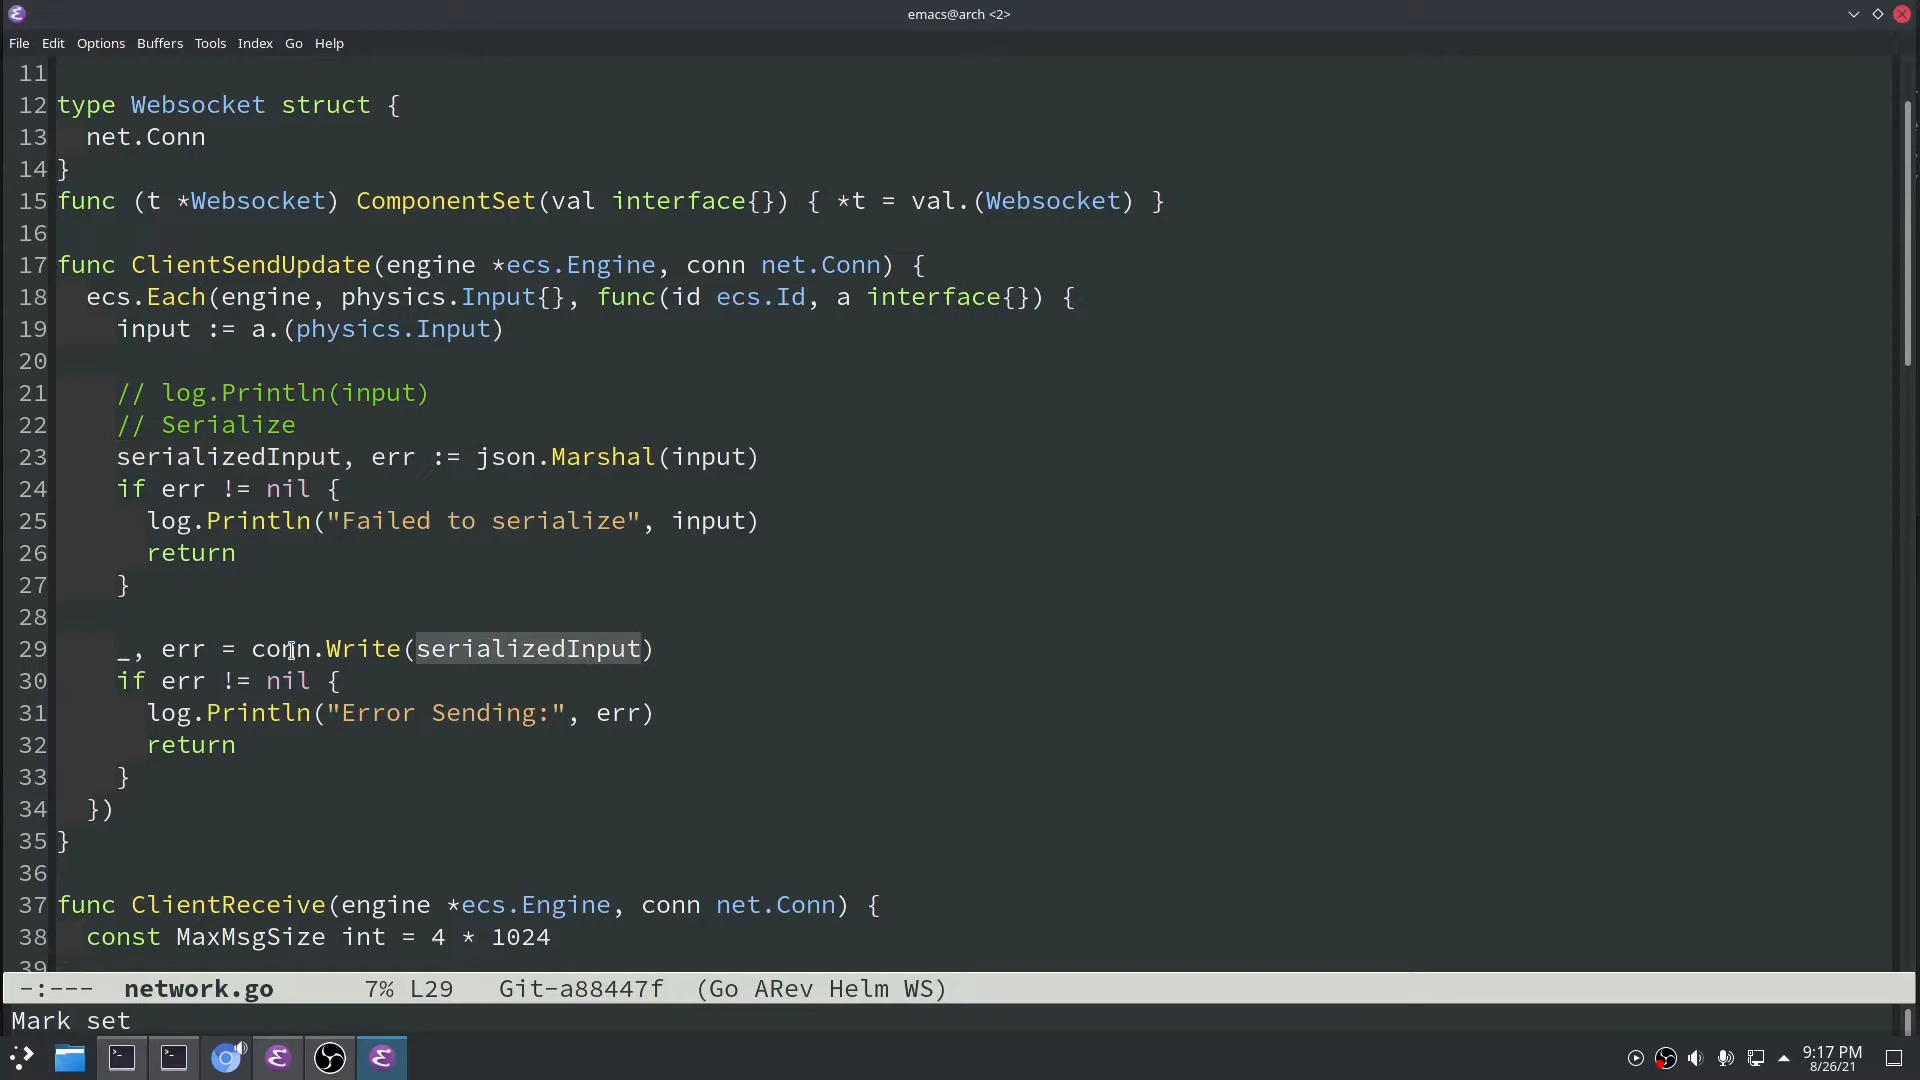 emacs@arch <2>
File Edit Options Buffers Tools Index Go Help
11
12 type Websocket struct {
13   net.Conn
14 }
15 func (t *Websocket) ComponentSet(val interface{}) { *t = val.(Websocket) }
16
17 func ClientSendUpdate(engine *ecs.Engine, conn net.Conn) {
18   ecs.Each(engine, physics.Input{}, func(id ecs.Id, a interface{}) {
19     input := a.(physics.Input)
20
21     // log.Println(input)
22     // Serialize
23     serializedInput, err := json.Marshal(input)
24     if err != nil {
25       log.Println("Failed to serialize", input)
26       return
27     }
28
29     _, err = conn.Write(serializedInput)
30     if err != nil {
31       log.Println("Error Sending:", err)
32       return
33     }
34   })
35 }
36
37 func ClientReceive(engine *ecs.Engine, conn net.Conn) {
38   const MaxMsgSize int = 4 * 1024
39
-:--- network.go 7% L29 Git-a88447f (Go ARev Helm WS)
Mark set
9:17 PM
8/26/21